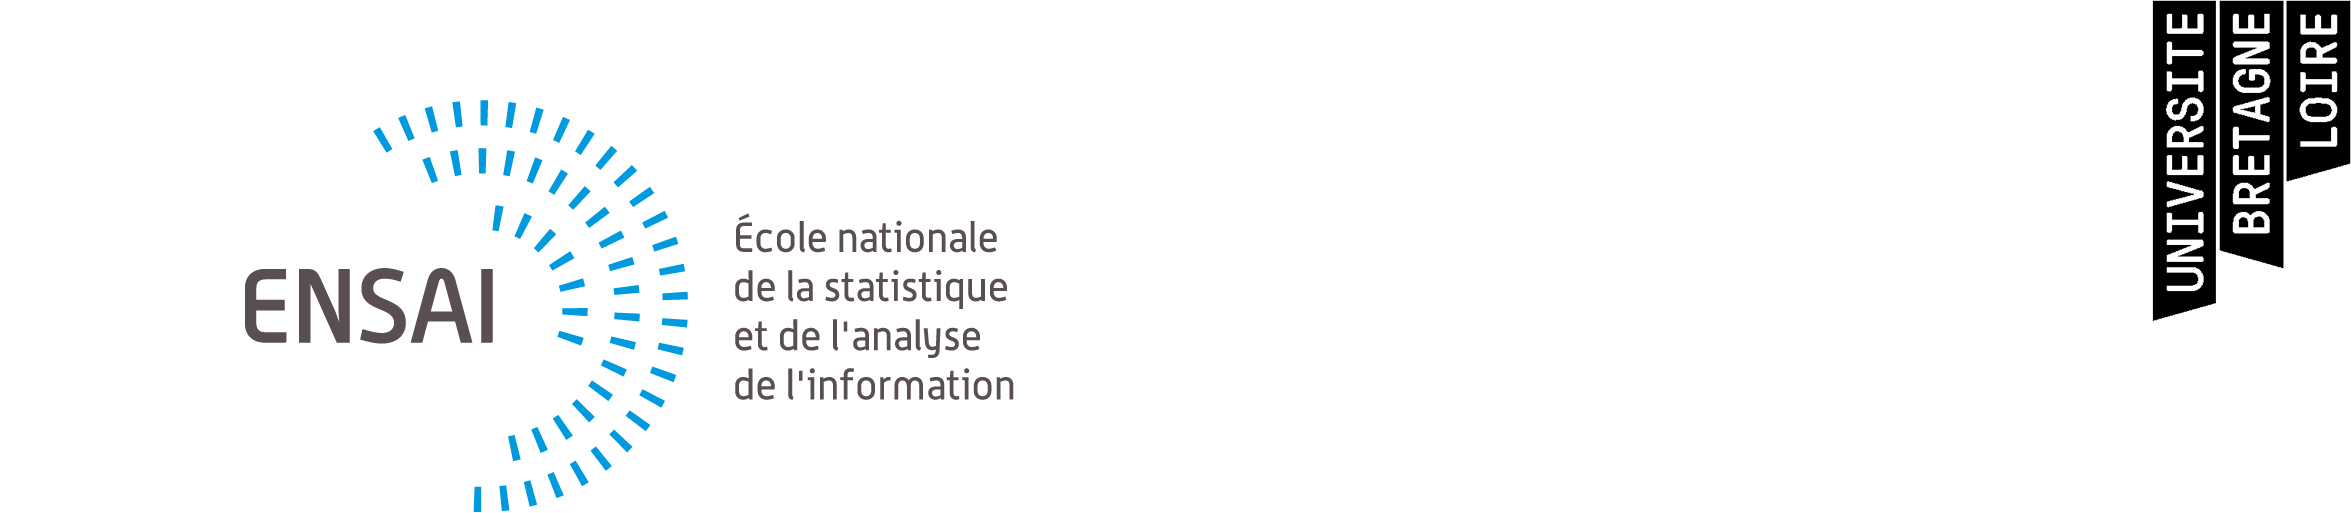 ENSAI
École nationale
de la statistique
et de l'analyse
de l'information
UNIVERSITE
BRETAGNE
LOIRE